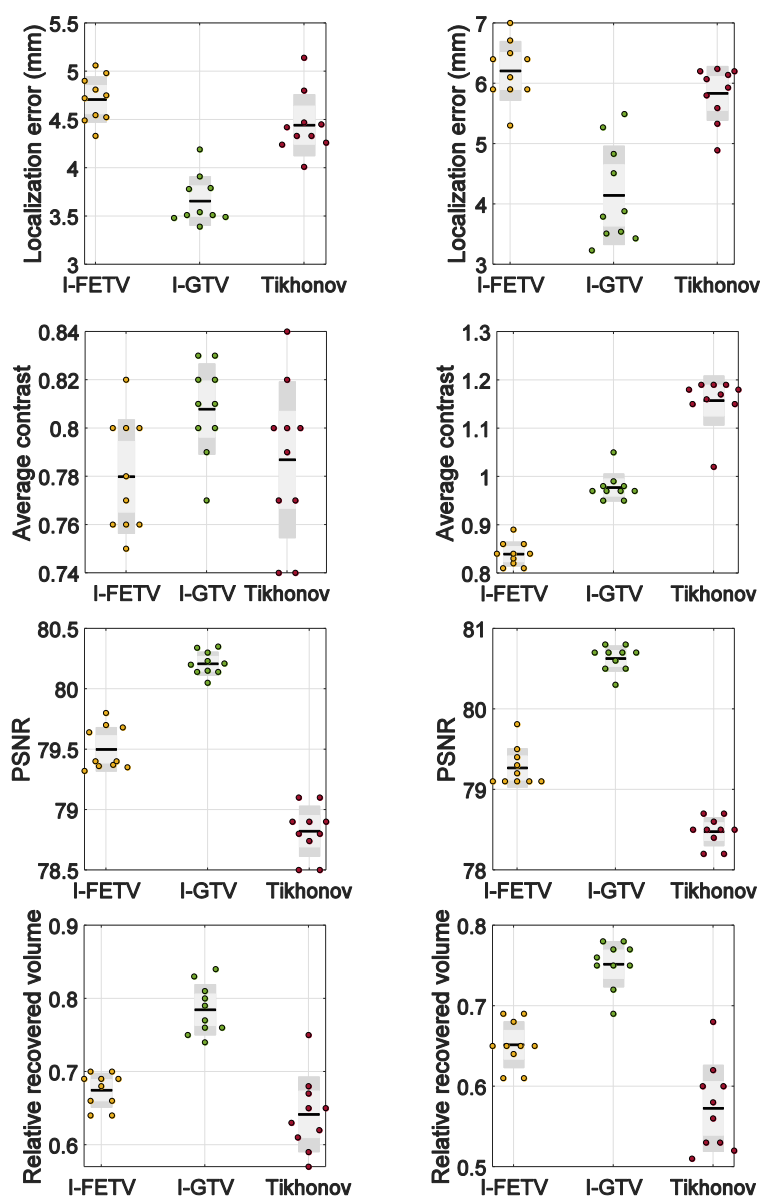 Localization error (mm)
5.5
5
4.5
4
3.5
3
I-FETV I-GTV Tikhonov
Localization error (mm)
7
6
5
4
3
I-FETV I-GTV Tikhonov
Average contrast
0.84
0.82
0.8
0.78
0.76
0.74
I-FETV I-GTV Tikhonov
Average contrast
1.3
1.2
1.1
1
0.9
0.8
I-FETV I-GTV Tikhonov
PSNR
80.5
80
79.5
79
78.5
I-FETV I-GTV Tikhonov
PSNR
81
80
79
78
I-FETV I-GTV Tikhonov
Relative recovered volume
0.9
0.8
0.7
0.6
I-FETV I-GTV Tikhonov
Relative recovered volume
0.8
0.7
0.6
0.5
I-FETV I-GTV Tikhonov